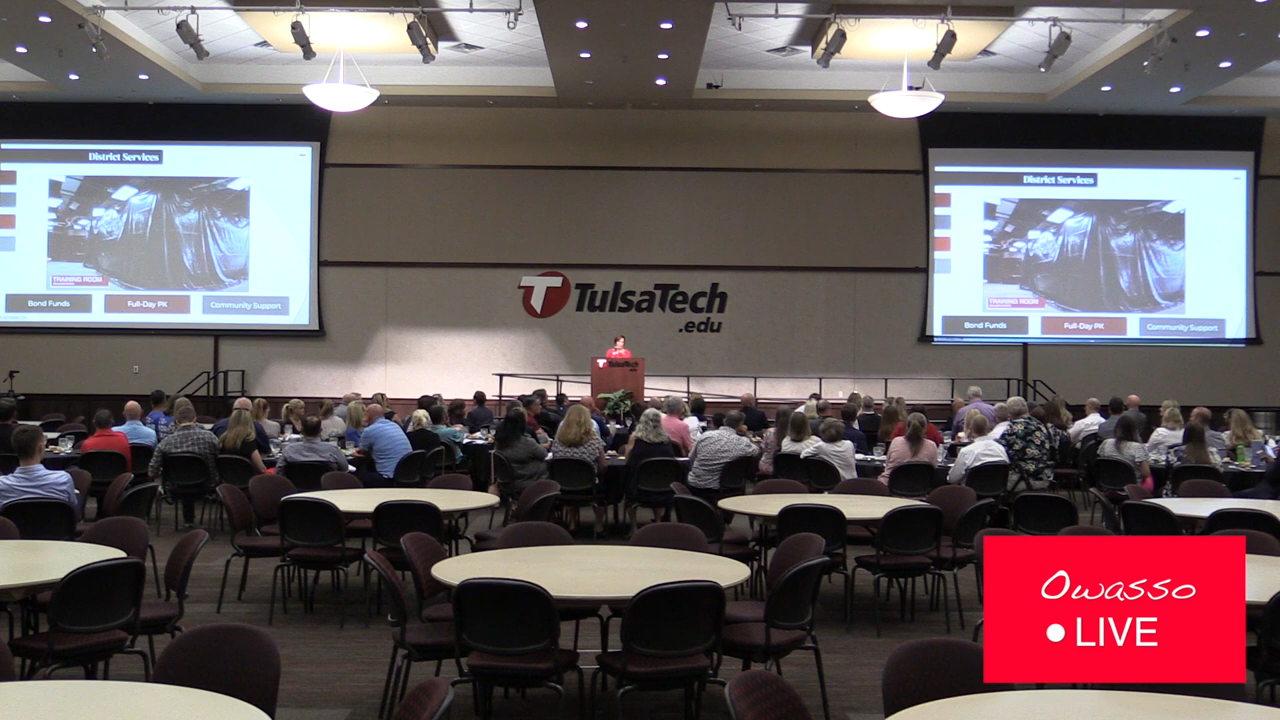 District Services
TRAINING ROOM
Bond Funds
Full-Day PK
Community Support
District Services
TRAINING ROOM
Bond Funds
Full-Day PK
Community Support
T TulsaTech
.edu
TulsaTech
Owasso
LIVE